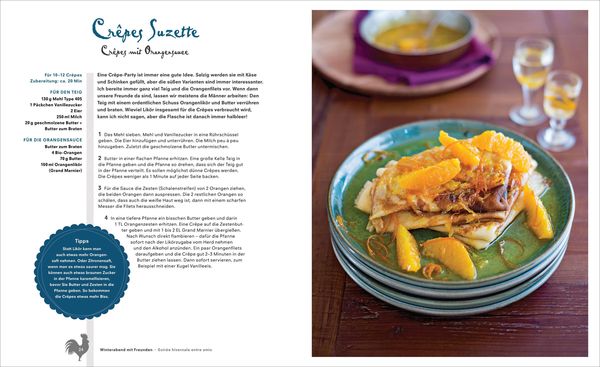 Crêpes Suzette
Crêpes mit Orangensauce
Für 10–12 Crêpes
Zubereitung: ca. 20 Min
FÜR DEN TEIG
130 g Mehl Type 405
1 Päckchen Vanillezucker
2 Eier
250 ml Milch
20 g geschmolzene Butter +
Butter zum Braten
FÜR DIE ORANGENSAUCE
Butter zum Braten
4 Bio-Orangen
70 g Butter
100 ml Orangenlikör
(Grand Marnier)
Eine Crêpe-Party ist immer eine gute Idee. Salzig werden sie mit Käse
und Schinken gefüllt, aber die süßen Varianten sind immer interessanter.
Ich bereite immer ganz viel Teig und die Orangenfilets vor. Wenn dann
unsere Freunde da sind, lassen wir meistens die Männer arbeiten: Den
Teig mit einem ordentlichen Schuss Orangenlikör und Butter verrühren
und braten. Wieviel Likör insgesamt für die Crêpes verbraucht wird,
kann ich nicht sagen, aber die Flasche ist danach immer halbleer!
1 Das Mehl sieben. Mehl und Vanillezucker in eine Rührschüssel
geben. Die Eier hinzufügen und unterrühren. Die Milch peu à peu
hinzugeben. Zuletzt die geschmolzene Butter untermischen.
2 Butter in einer flachen Pfanne erhitzen. Eine große Kelle Teig in
die Pfanne geben und die Pfanne so drehen, dass sich der Teig gut
in der Pfanne verteilt. Es sollen möglichst dünne Crêpes werden.
Die Crêpes weniger als 1 Minute auf jeder Seite backen.
3 Für die Sauce die Zesten (Schalenstreifen) von 2 Orangen ziehen,
die beiden Orangen dann auspressen. Die 2 restlichen Orangen so
schälen, dass auch die weiße Haut weg ist, dann mit einem scharfen
Messer die Filets herausschneiden.
4 In eine tiefere Pfanne ein bisschen Butter geben und darin
1 TL Orangenzesten erhitzen. Eine Crêpe auf die Zestenbut-
ter geben und mit 1 bis 2 EL Grand Marnier übergießen.
Nach Wunsch direkt flambieren – dafür die Pfanne
sofort nach der Likörzugabe vom Herd nehmen
und den Alkohol anzünden. Ein paar Orangenfilets
daraufgeben und die Crêpe gut 2–3 Minuten in der
Butter ziehen lassen. Dann sofort servieren, zum
Beispiel mit einer Kugel Vanilleeis.
Tipps
Statt Likör kann man
auch etwas mehr Orangen-
saft nehmen. Oder Zitronensaft,
wenn man es etwas saurer mag. Sie
können auch etwas braunen Zucker
in der Pfanne karamellisieren,
bevor Sie Butter und Zesten in die
Pfanne geben. So bekommen
die Crêpes etwas mehr Biss.
Winterabend mit Freunden – Soirée hivernale entre amis